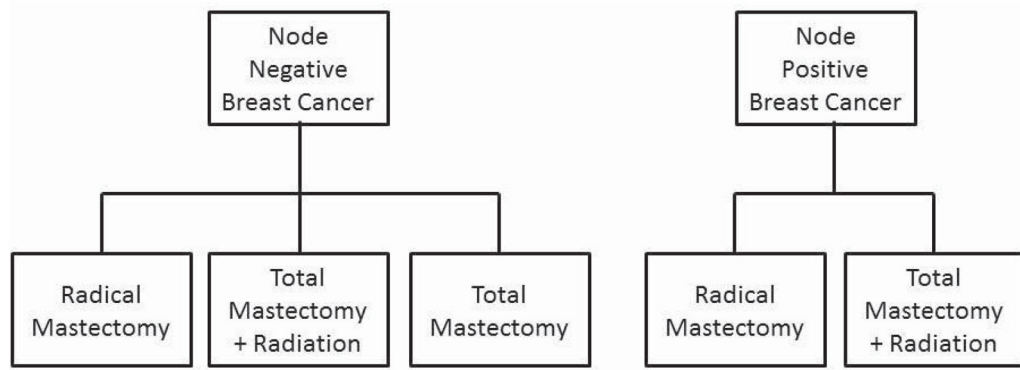 Node
Negative
Breast Cancer
Node
Positive
Breast Cancer
Radical
Mastectomy
Total
Mastectomy
+ Radiation
Total
Mastectomy
Radical
Mastectomy
Total
Mastectomy
+ Radiation